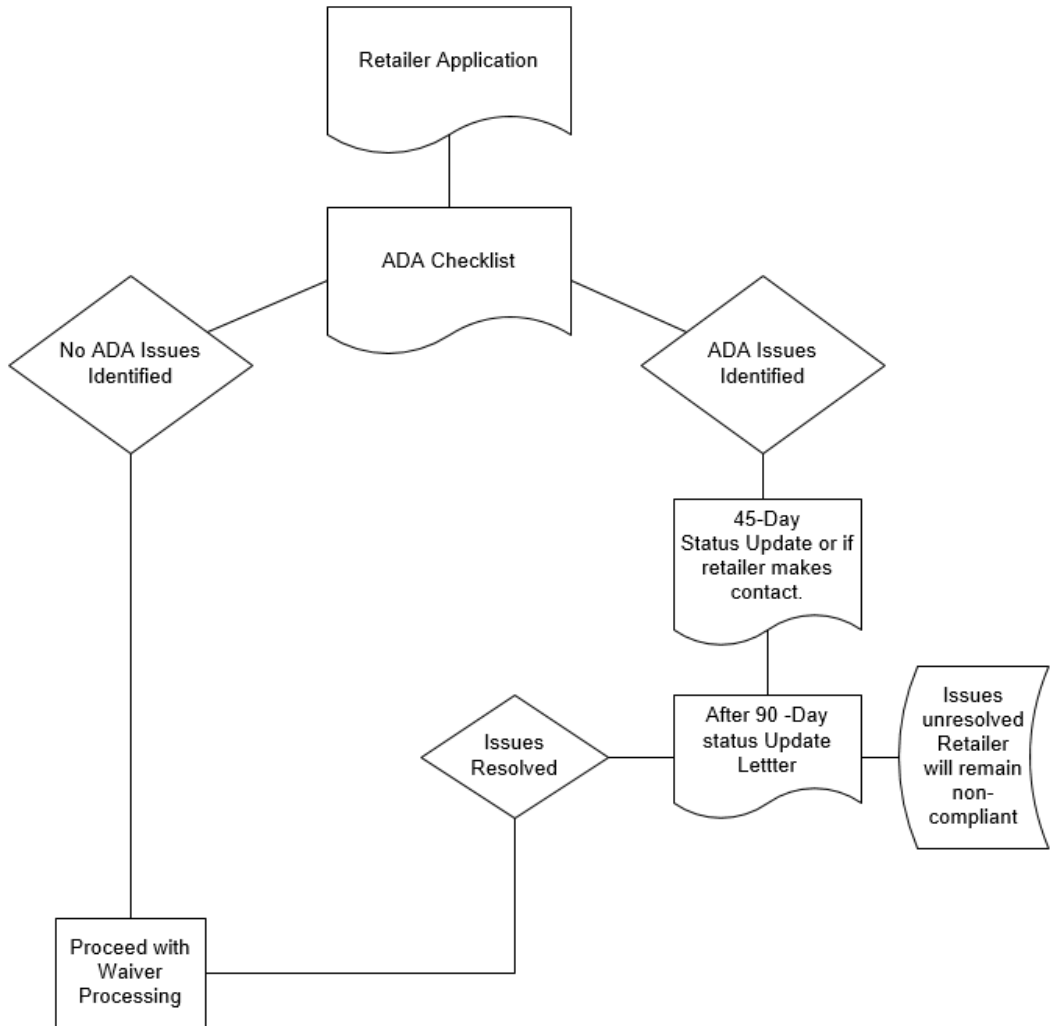 Retailer Application
ADA Checklist
No ADA Issues
Identified
ADA Issues
Identified
45-Day
Status Update or if
retailer makes
contact.
After 90 -Day
status Update
Lettter
Issues
Resolved
Issues
unresolved
Retailer
will remain
non-
compliant
Proceed with
Waiver
Processing